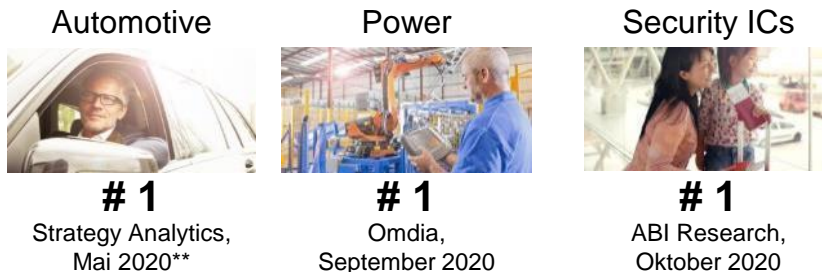 Automotive
Power
Security ICs
# 1
# 1
# 1
Strategy Analytics,
Mai 2020**
Omdia,
September 2020
ABI Research,
Oktober 2020